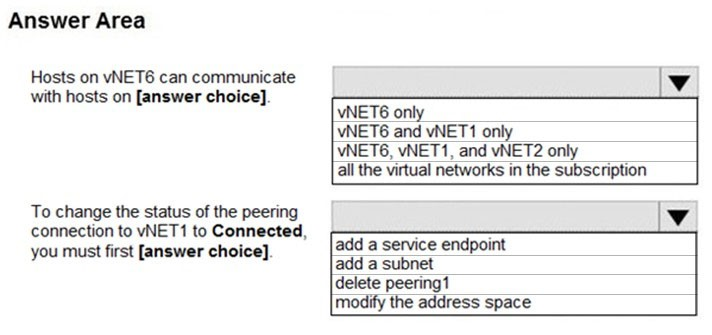 Answer Area
Hosts on vNET6 can communicate
with hosts on [answer choice].
vNET6 only
vNET6 and vNET1 only
vNET6, vNET1, and vNET2 only
all the virtual networks in the subscription
To change the status of the peering
connection to vNET1 to Connected,
you must first [answer choice].
add a service endpoint
add a subnet
delete peering1
modify the address space